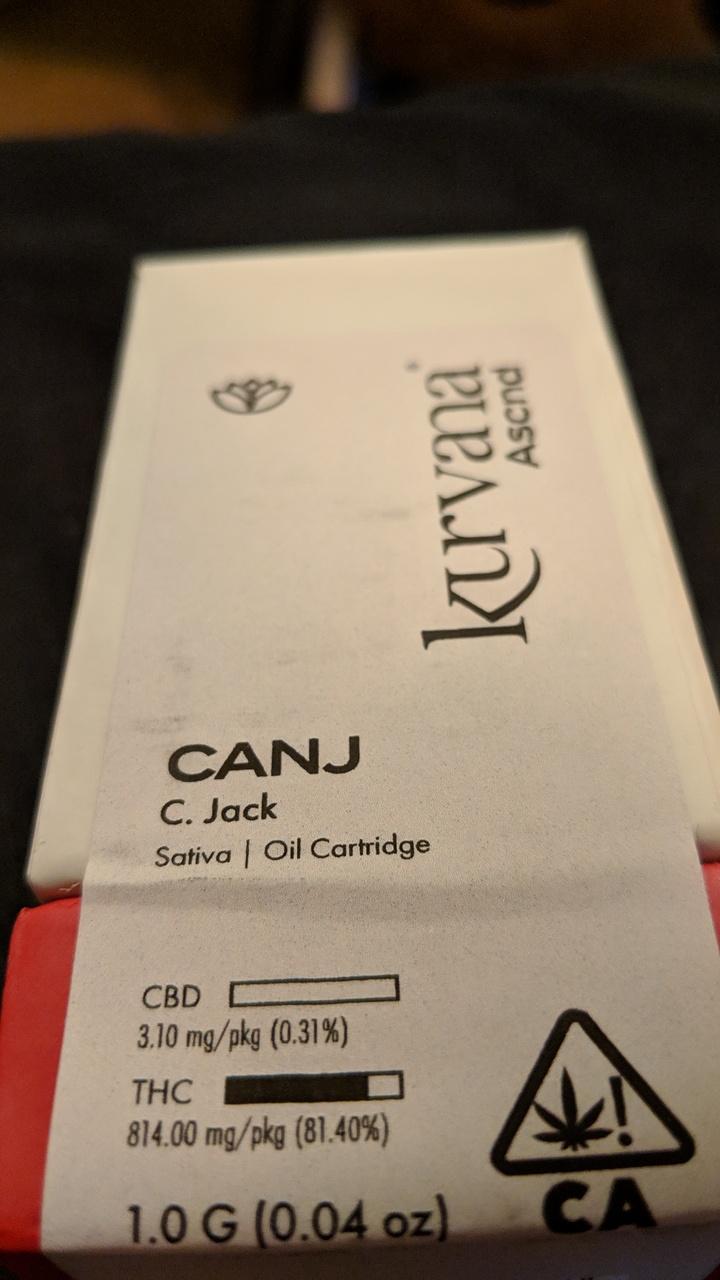 kurvana
Ascnd
CANJ
C. Jack
Sativa | Oil Cartridge
CBD
3.10 mg/pkg (0.31%)
THC
814.00 mg/pkg (81.40%)
!
CA
1.0 G (0.04 oz)